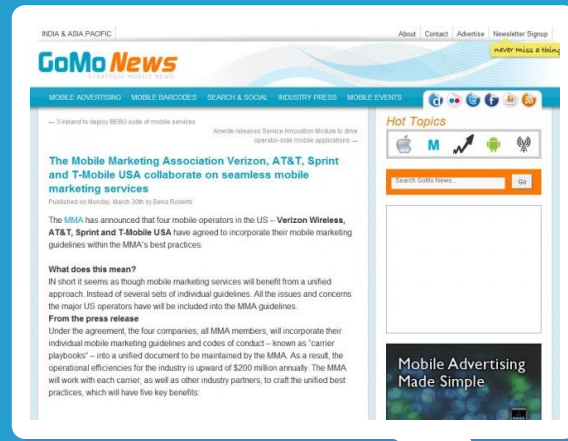 INDIA & ASIA PACIFIC
About Contact Advertise Newsletter Signup
never miss a thing
GoMo News
STRATEGIC MOBILE NEWS
MOBILE ADVERTISING MOBILE BARCODES SEARCH & SOCIAL INDUSTRY PRESS MOBILE EVENTS
← 3 Ireland to deploy BEBO suite of mobile services
Airwide releases Service Innovation Module to drive
operator-side mobile applications →
The Mobile Marketing Association Verizon, AT&T, Sprint
and T-Mobile USA collaborate on seamless mobile
marketing services
Published on Monday, March 30th by Bena Roberts
The MMA has announced that four mobile operators in the US – Verizon Wireless,
AT&T, Sprint and T-Mobile USA have agreed to incorporate their mobile marketing
guidelines within the MMA's best practices.
What does this mean?
IN short it seems as though mobile marketing services will benefit from a unified
approach. Instead of several sets of individual guidelines. All the issues and concerns
the major US operators have will be included into the MMA guidelines.
From the press release
Under the agreement, the four companies, all MMA members, will incorporate their
individual mobile marketing guidelines and codes of conduct – known as "carrier
playbooks" – into a unified document to be maintained by the MMA. As a result, the
operational efficiencies for the industry is upward of $200 million annually. The MMA
will work with each carrier, as well as other industry partners, to craft the unified best
practices, which will have five key benefits:
Hot Topics
M
Search GoMo News...
Go
Mobile Advertising
Made Simple